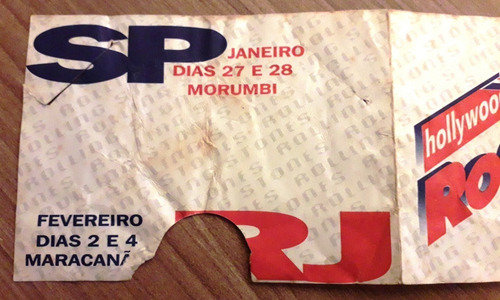 SP
JANEIRO
DIAS 27 E 28
MORUMBI
hollywoo
RO
FEVEREIRO
DIAS 2 E 4
MARACANÃ
RJ